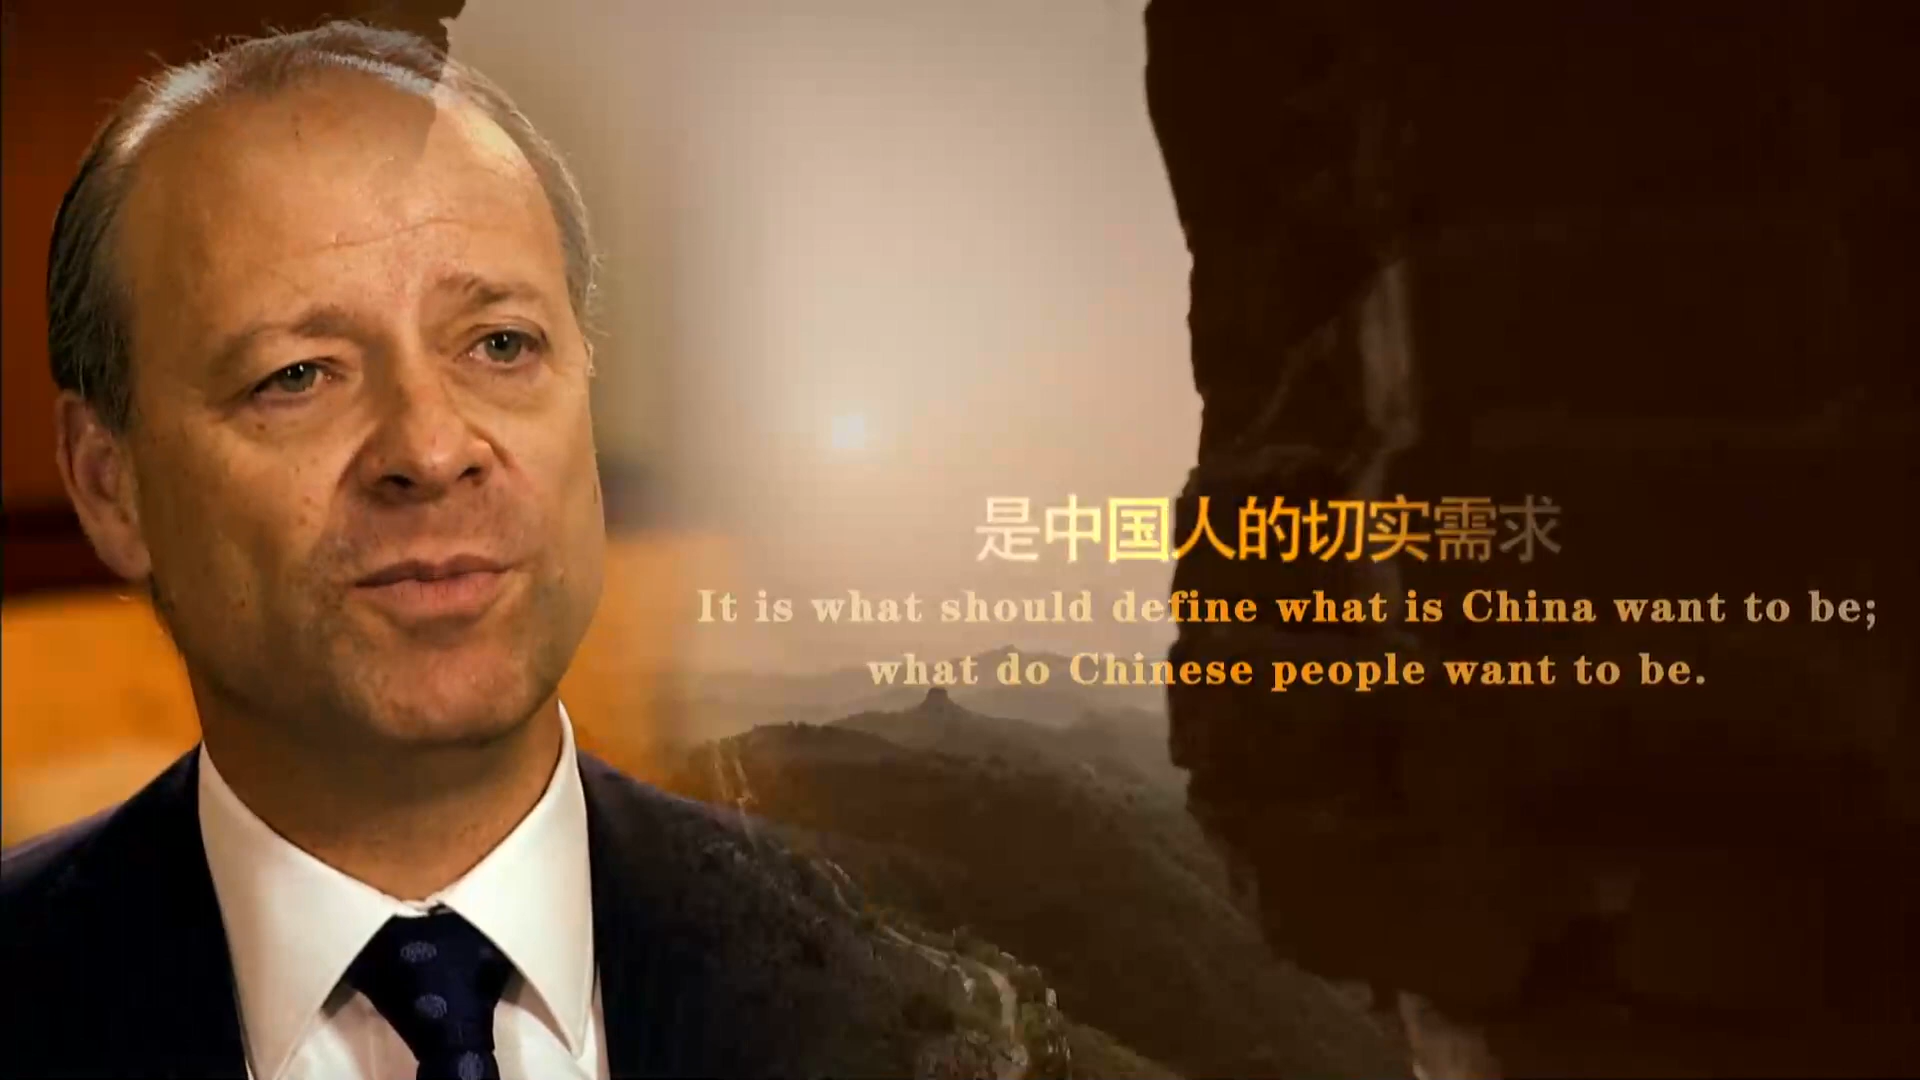 是中国人的切实需求
It is what should define what is China want to be;
what do Chinese people want to be.